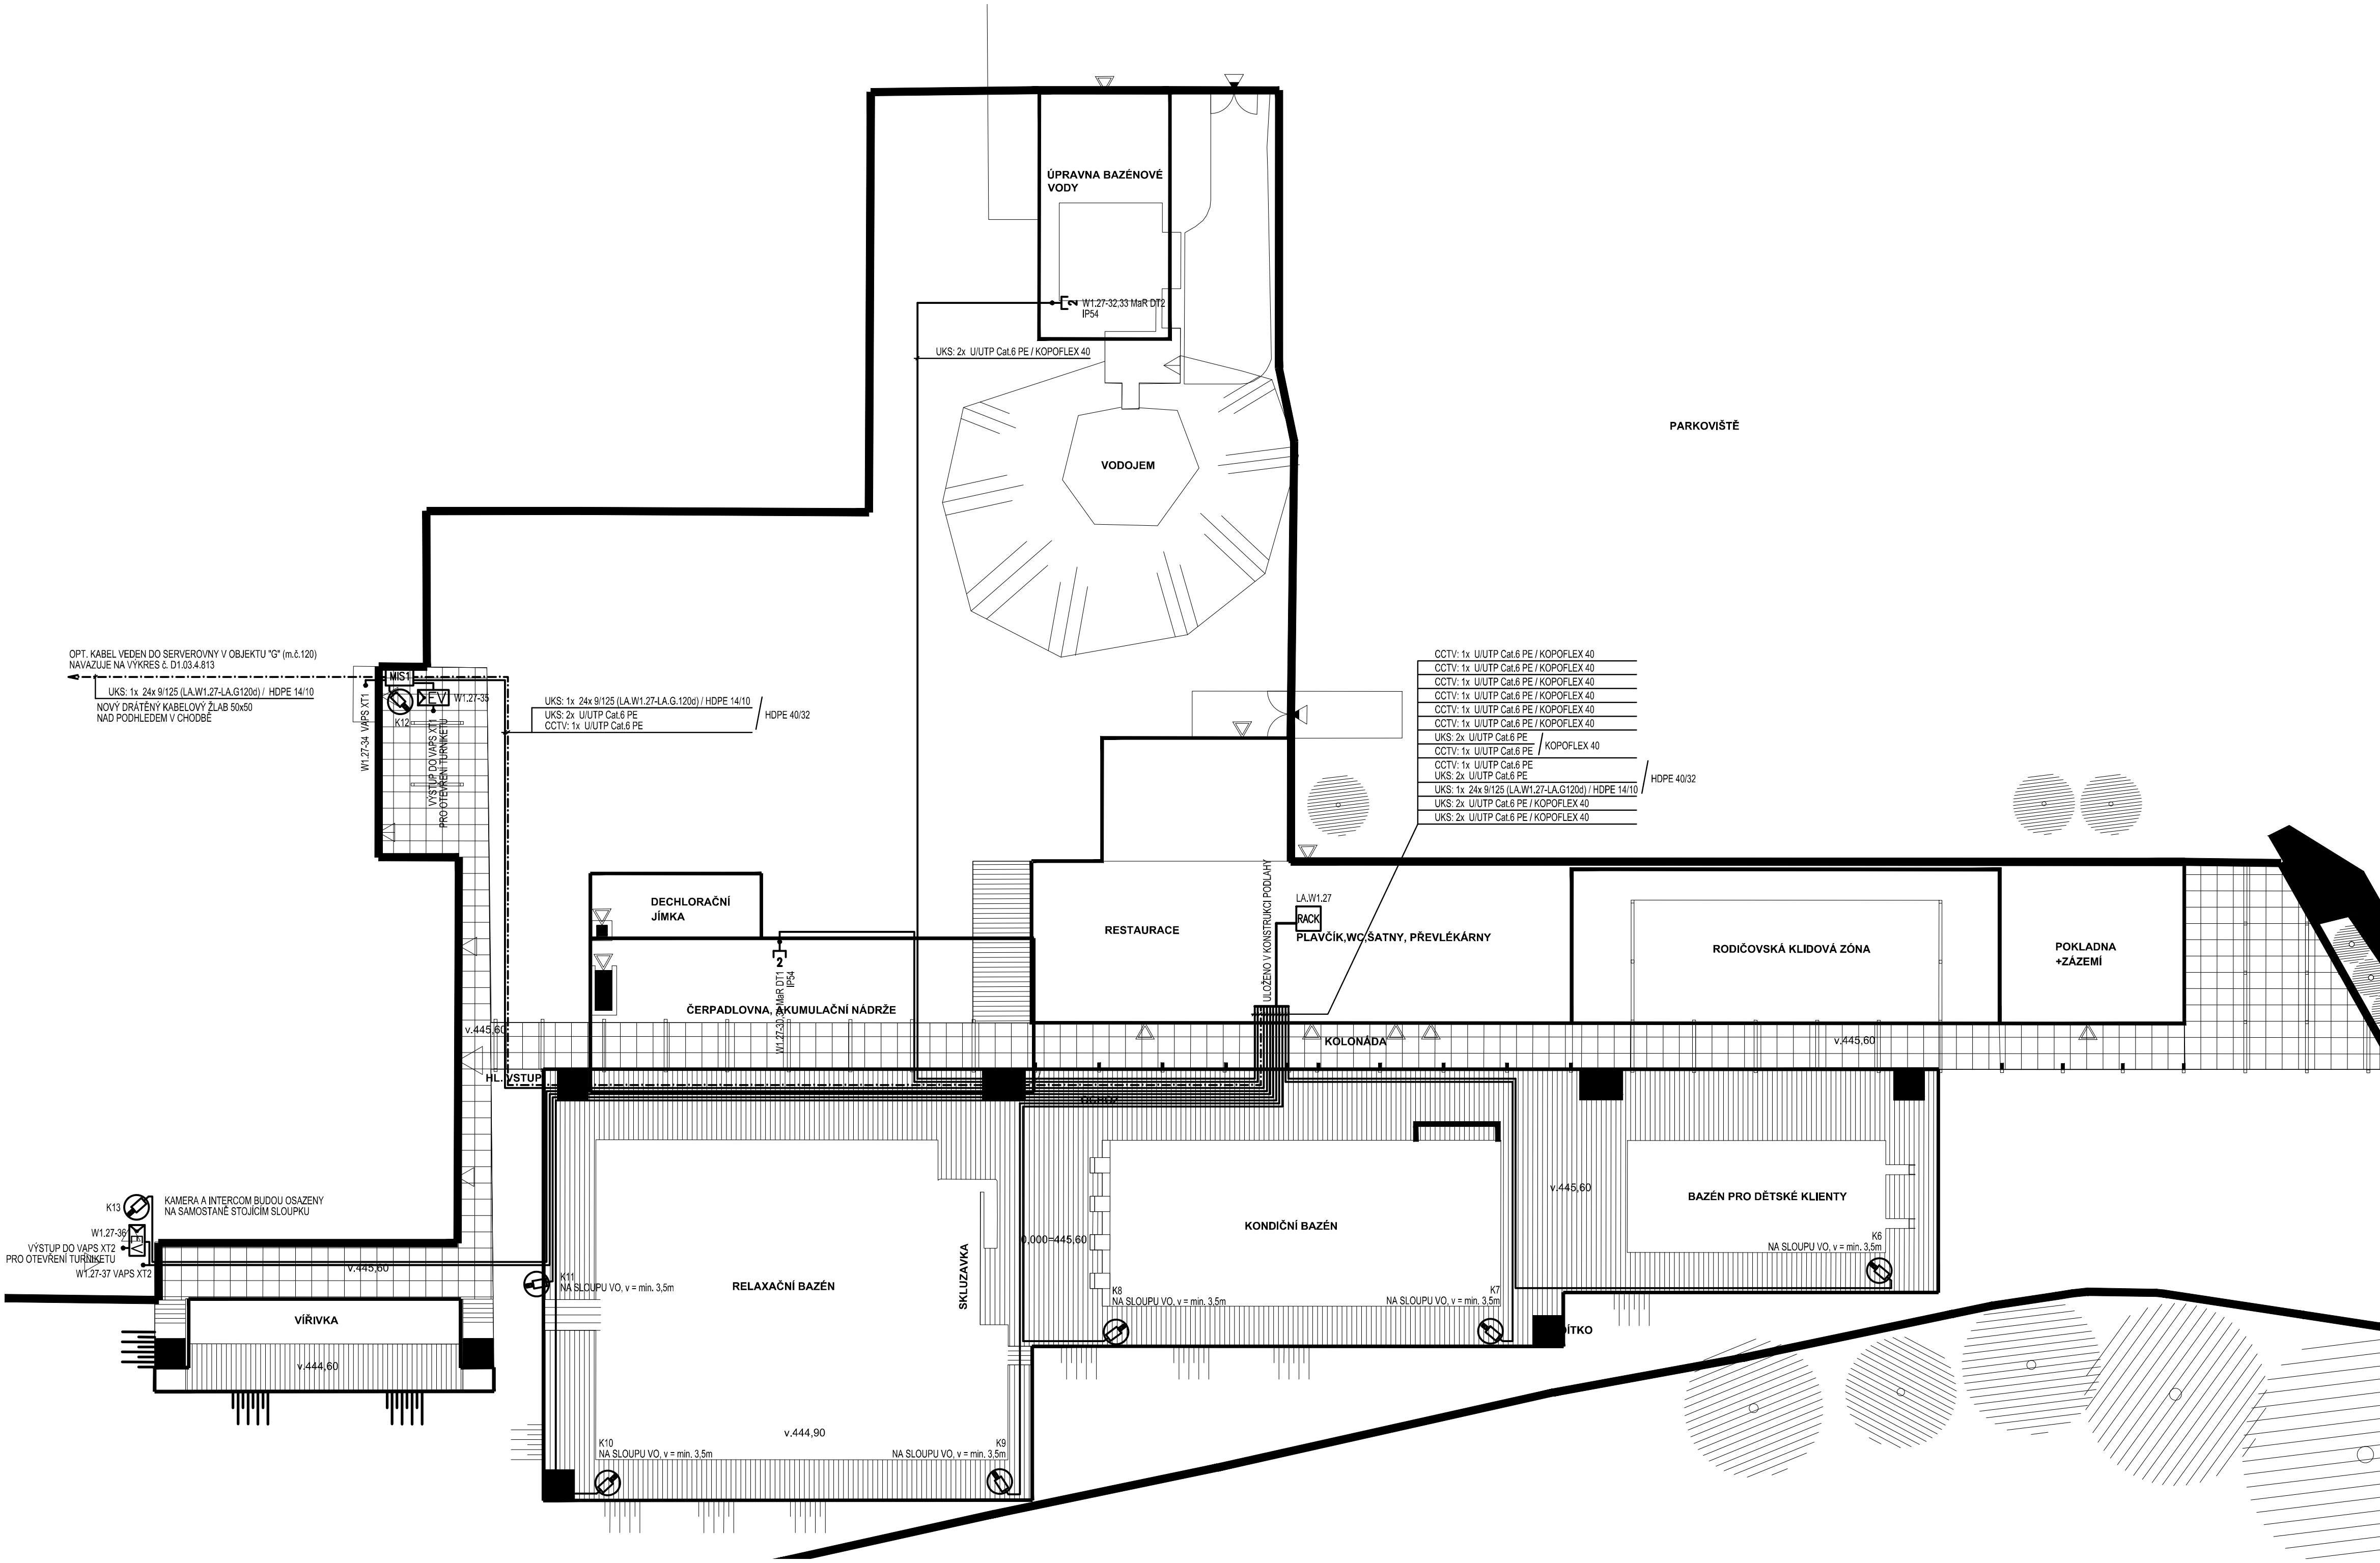 ÚPRAVNA BAZÉNOVÉ
VODY
W1.27-32,33 MaR DT2
IP54
2
UKS: 2x U/UTP Cat.6 PE / KOPOFLEX 40
PARKOVIŠTĚ
VODOJEM
OPT. KABEL VEDEN DO SERVEROVNY V OBJEKTU "G" (m.č.120)
NAVAZUJE NA VÝKRES č. D1.03.4.813
UKS: 1x 24x 9/125 (LA.W1.27-LA.G120d) / HDPE 14/10
NOVÝ DRÁTĚNÝ KABELOVÝ ŽLAB 50x50
NAD PODHLEDEM V CHODBĚ
MIS1
EV
W1.27-35
K12
W1.27-34 VAPS XT1
VÝSTUP DO VAPS XT1
PRO OTEVŘENÍ TURNIKETU
UKS: 1x 24x 9/125 (LA.W1.27-LA.G.120d) / HDPE 14/10
UKS: 2x U/UTP Cat.6 PE
CCTV: 1x U/UTP Cat.6 PE
HDPE 40/32
CCTV: 1x U/UTP Cat.6 PE / KOPOFLEX 40
CCTV: 1x U/UTP Cat.6 PE / KOPOFLEX 40
CCTV: 1x U/UTP Cat.6 PE / KOPOFLEX 40
CCTV: 1x U/UTP Cat.6 PE / KOPOFLEX 40
CCTV: 1x U/UTP Cat.6 PE / KOPOFLEX 40
CCTV: 1x U/UTP Cat.6 PE / KOPOFLEX 40
UKS: 2x U/UTP Cat.6 PE
CCTV: 1x U/UTP Cat.6 PE
KOPOFLEX 40
CCTV: 1x U/UTP Cat.6 PE
UKS: 2x U/UTP Cat.6 PE
UKS: 1x 24x 9/125 (LA.W1.27-LA.G120d) / HDPE 14/10
HDPE 40/32
UKS: 2x U/UTP Cat.6 PE / KOPOFLEX 40
UKS: 2x U/UTP Cat.6 PE / KOPOFLEX 40
DECHLORAČNÍ
JÍMKA
RESTAURACE
ULOŽENO V KONSTRUKCI PODLAHY
LA.W1.27
RACK
PLAVČÍK,WC,ŠATNY, PŘEVLÉKÁRNY
RODIČOVSKÁ KLIDOVÁ ZÓNA
POKLADNA
+ZÁZEMÍ
2
MaR DT1
IP54
ČERPADLOVNA, AKUMULAČNÍ NÁDRŽE
v.445,60
KOLONÁDA
v.445,60
HL. VSTUP
K13
KAMERA A INTERCOM BUDOU OSAZENY
NA SAMOSTANĚ STOJÍCÍM SLOUPKU
W1.27-36
EV
VÝSTUP DO VAPS XT2
PRO OTEVŘENÍ TURNIKETU
W1.27-37 VAPS XT2
v.445,60
VÍŘIVKA
v.444,60
K11
NA SLOUPU VO, v = min. 3,5m
RELAXAČNÍ BAZÉN
SKLUZAVKA
0,000=445,60
KONDIČNÍ BAZÉN
v.445,60
BAZÉN PRO DĚTSKÉ KLIENTY
K6
NA SLOUPU VO, v = min. 3,5m
K8
NA SLOUPU VO, v = min. 3,5m
K7
NA SLOUPU VO, v = min. 3,5m
v.444,90
K10
NA SLOUPU VO, v = min. 3,5m
K9
NA SLOUPU VO, v = min. 3,5m